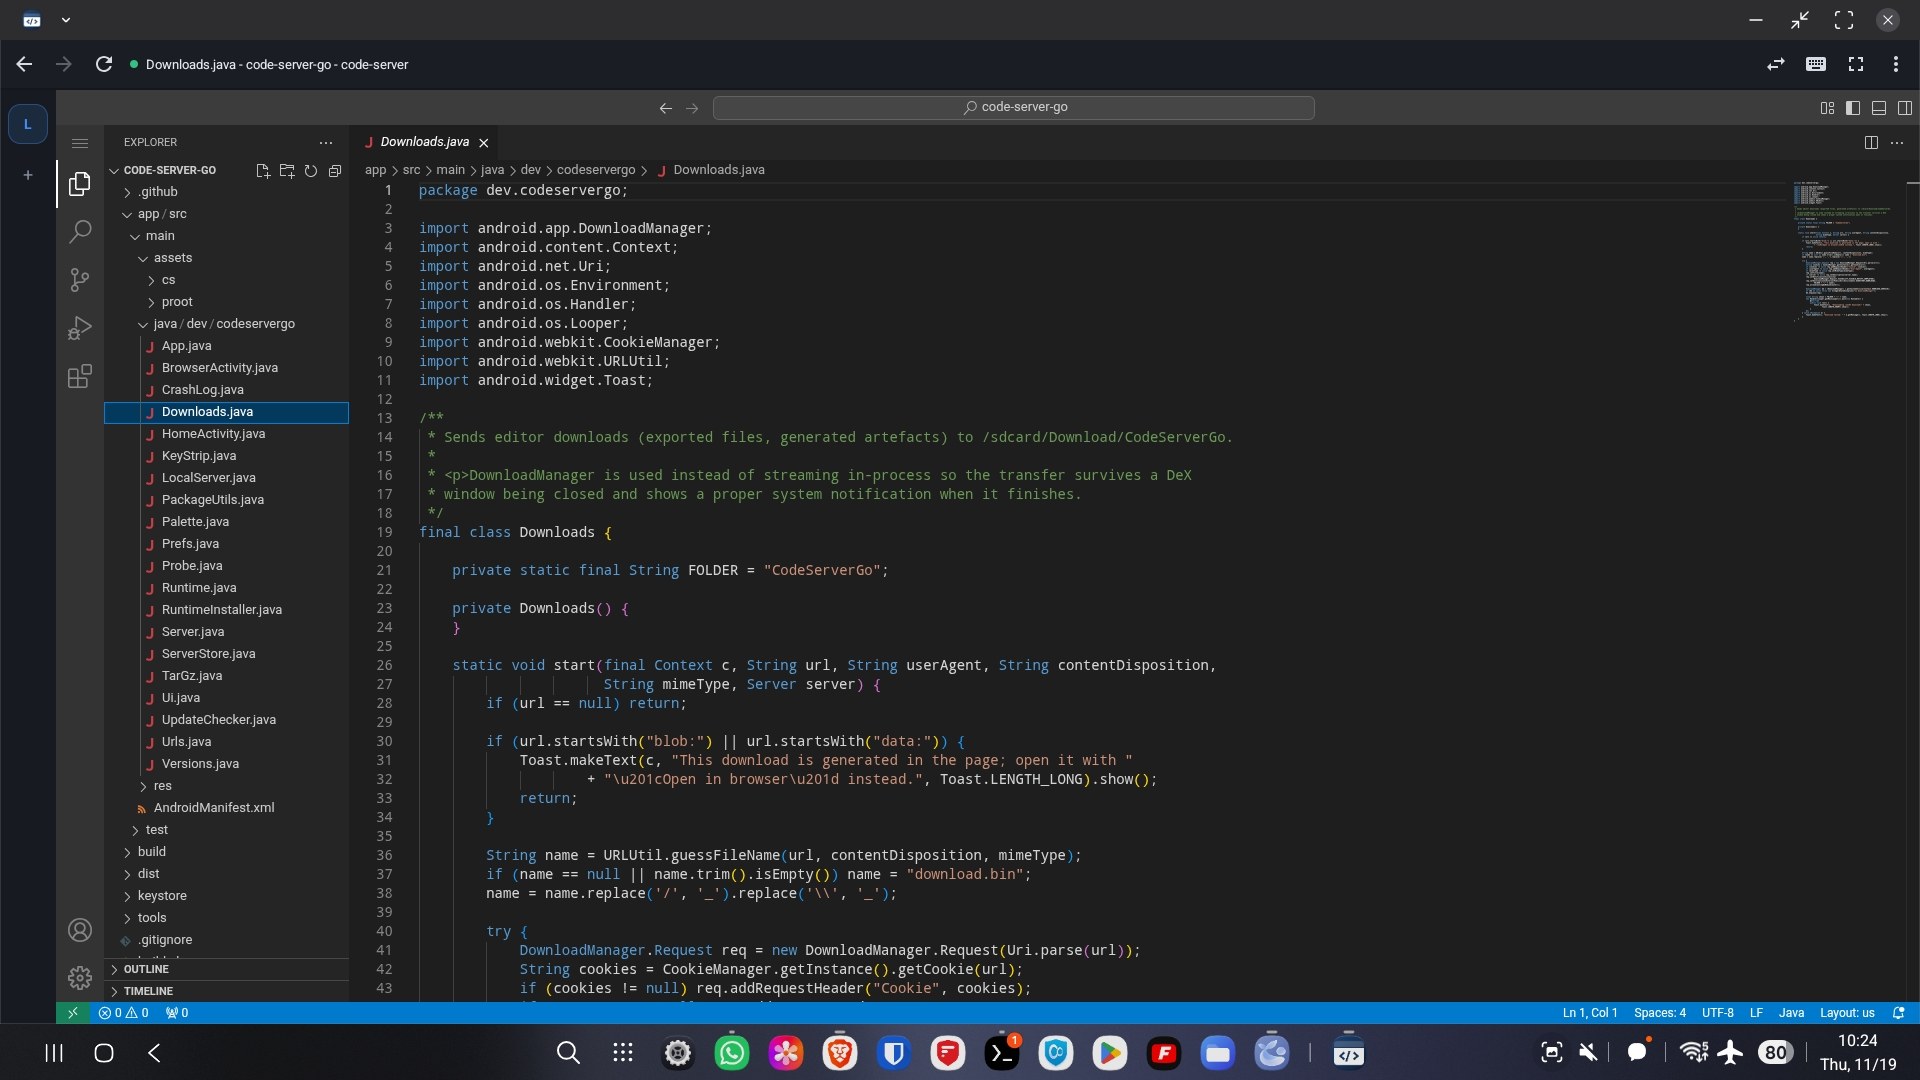 Downloads.java - code-server-go - code-server
L
code-server-go
EXPLORER
CODE-SERVER-GO
.github
app / src
main
assets
cs
proot
java / dev / codeservergo
App.java
BrowserActivity.java
CrashLog.java
Downloads.java
HomeActivity.java
KeyStrip.java
LocalServer.java
PackageUtils.java
Palette.java
Prefs.java
Probe.java
Runtime.java
RuntimeInstaller.java
Server.java
ServerStore.java
TarGz.java
Ui.java
UpdateChecker.java
Urls.java
Versions.java
res
AndroidManifest.xml
test
build
dist
keystore
tools
.gitignore
OUTLINE
TIMELINE
Downloads.java
app > src > main > java > dev > codeservergo > Downloads.java
1 package dev.codeservergo;
2
3 import android.app.DownloadManager;
4 import android.content.Context;
5 import android.net.Uri;
6 import android.os.Environment;
7 import android.os.Handler;
8 import android.os.Looper;
9 import android.webkit.CookieManager;
10 import android.webkit.URLUtil;
11 import android.widget.Toast;
12
13 /**
14 * Sends editor downloads (exported files, generated artefacts) to /sdcard/Download/CodeServerGo.
15 *
16 * <p>DownloadManager is used instead of streaming in-process so the transfer survives a DeX
17 * window being closed and shows a proper system notification when it finishes.
18 */
19 final class Downloads {
20
21 private static final String FOLDER = "CodeServerGo";
22
23 private Downloads() {
24 }
25
26 static void start(final Context c, String url, String userAgent, String contentDisposition,
27 String mimeType, Server server) {
28 if (url == null) return;
29
30 if (url.startsWith("blob:") || url.startsWith("data:")) {
31 Toast.makeText(c, "This download is generated in the page; open it with "
32 + "\u201cOpen in browser\u201d instead.", Toast.LENGTH_LONG).show();
33 return;
34 }
35
36 String name = URLUtil.guessFileName(url, contentDisposition, mimeType);
37 if (name == null || name.trim().isEmpty()) name = "download.bin";
38 name = name.replace('/', '_').replace('\\', '_');
39
40 try {
41 DownloadManager.Request req = new DownloadManager.Request(Uri.parse(url));
42 String cookies = CookieManager.getInstance().getCookie(url);
43 if (cookies != null) req.addRequestHeader("Cookie", cookies);
0 0 0
Ln 1, Col 1 Spaces: 4 UTF-8 LF Java Layout: us
1
80
10:24
Thu, 11/19